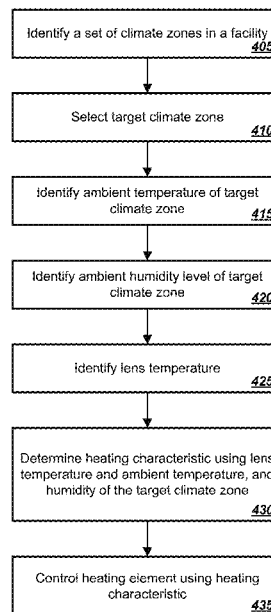 Identify a set of climate zones in a facility
405
Select target climate zone
410
Identify ambient temperature of target
climate zone
415
Identify ambient humidity level of target
climate zone
420
Identify lens temperature
425
Determine heating characteristic using lens
temperature and ambient temperature, and
humidity of the target climate zone
430
Control heating element using heating
characteristic
435